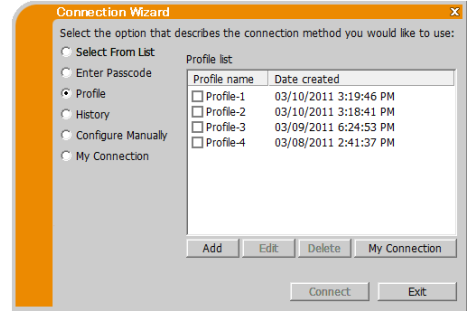 Connection Wizard x
Select the option that describes the connection method you would like to use:
Select From List
Enter Passcode
Profile
History
Configure Manually
My Connection
Profile list
Profile name Date created
Profile-1 03/10/2011 3:19:46 PM
Profile-2 03/10/2011 3:18:41 PM
Profile-3 03/09/2011 6:24:53 PM
Profile-4 03/08/2011 2:41:37 PM
Add Edit Delete My Connection
Connect Exit